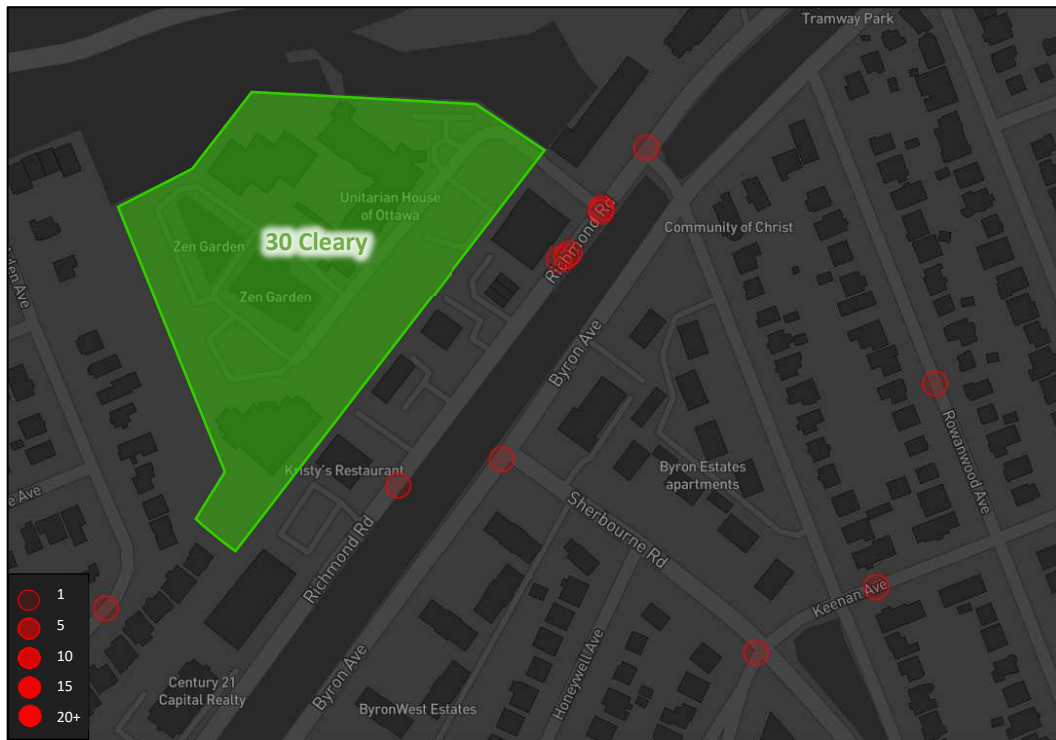 Tramway Park
Unitarian House
of Ottawa
Community of Christ
Richmond Rd
Zen Garden
30 Cleary
Zen Garden
Byron Ave
Kristy's Restaurant
Byron Estates
apartments
Rowanwood Ave
e Ave
Sherbourne Rd
Richmond Rd
Keenan Ave
Honeywell Ave
Byron Ave
Century 21
Capital Realty
ByronWest Estates
1
5
10
15
20+